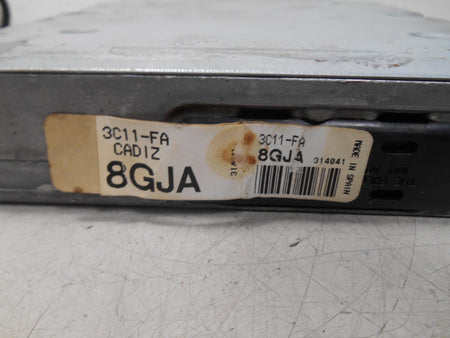 3C11-FA
CADIZ
8GJA
3C11-FA
8GJA
314041
MADE IN SPAIN